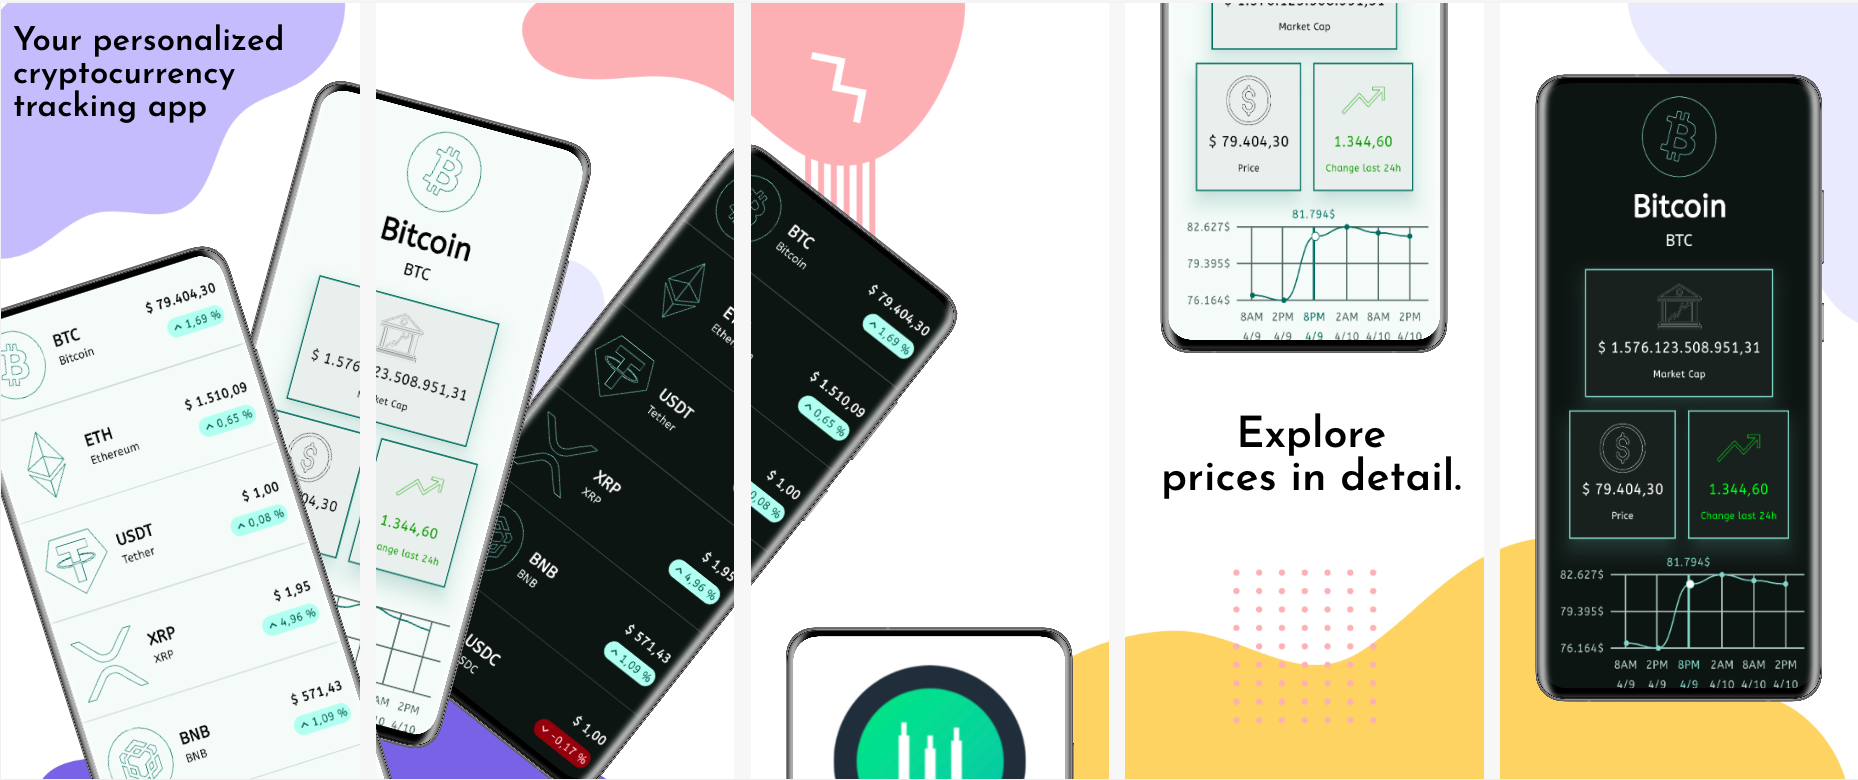 Your personalized
cryptocurrency
tracking app
BTC
Bitcoin
$ 79.404,30
1,69 %
ETH
Ethereum
$ 1.510,09
0,65 %
USDT
Tether
$ 1,00
0,08 %
XRP
XRP
$ 1,95
4,96 %
BNB
BNB
$ 571,43
1,09 %
Bitcoin
BTC
$ 1.576.123.508.951,31
Market Cap
04,30
1.344,60
ange last 24h
AM 2PM
4/10
BTC
Bitcoin
$ 79.404,30
1,69 %
$ 1.510,09
0,65 %
USDT
Tether
$ 1,00
0,08 %
XRP
XRP
$ 1,95
4,96 %
BNB
BNB
$ 571,43
1,09 %
USDC
$ 1,00
-0,17 %
Market Cap
$ 79.404,30
Price
1.344,60
Change last 24h
81.794$
82.627$
79.395$
76.164$
8AM 2PM 8PM 2AM 8AM 2PM
4/9 4/9 4/9 4/10 4/10 4/10
Explore
prices in detail.
Bitcoin
BTC
$ 1.576.123.508.951,31
Market Cap
$ 79.404,30
Price
1.344,60
Change last 24h
81.794$
82.627$
79.395$
76.164$
8AM 2PM 8PM 2AM 8AM 2PM
4/9 4/9 4/9 4/10 4/10 4/10